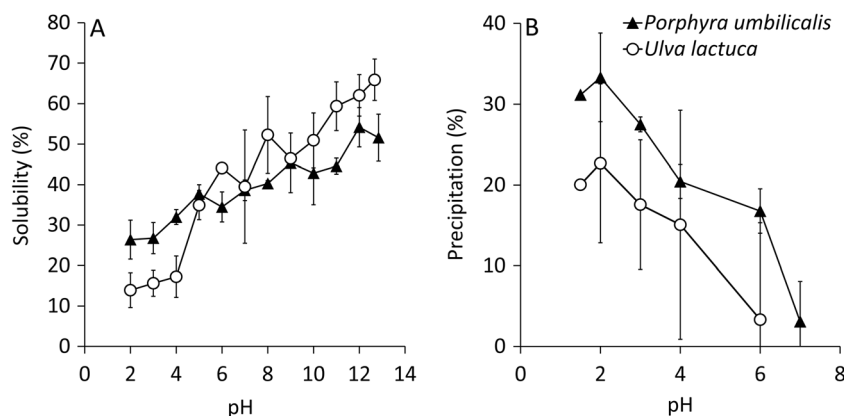 A
Solubility (%)
80
70
60
50
40
30
20
10
0
0 2 4 6 8 10 12 14
pH
B
Porphyra umbilicalis
Ulva lactuca
Precipitation (%)
40
30
20
10
0
0 2 4 6 8
pH